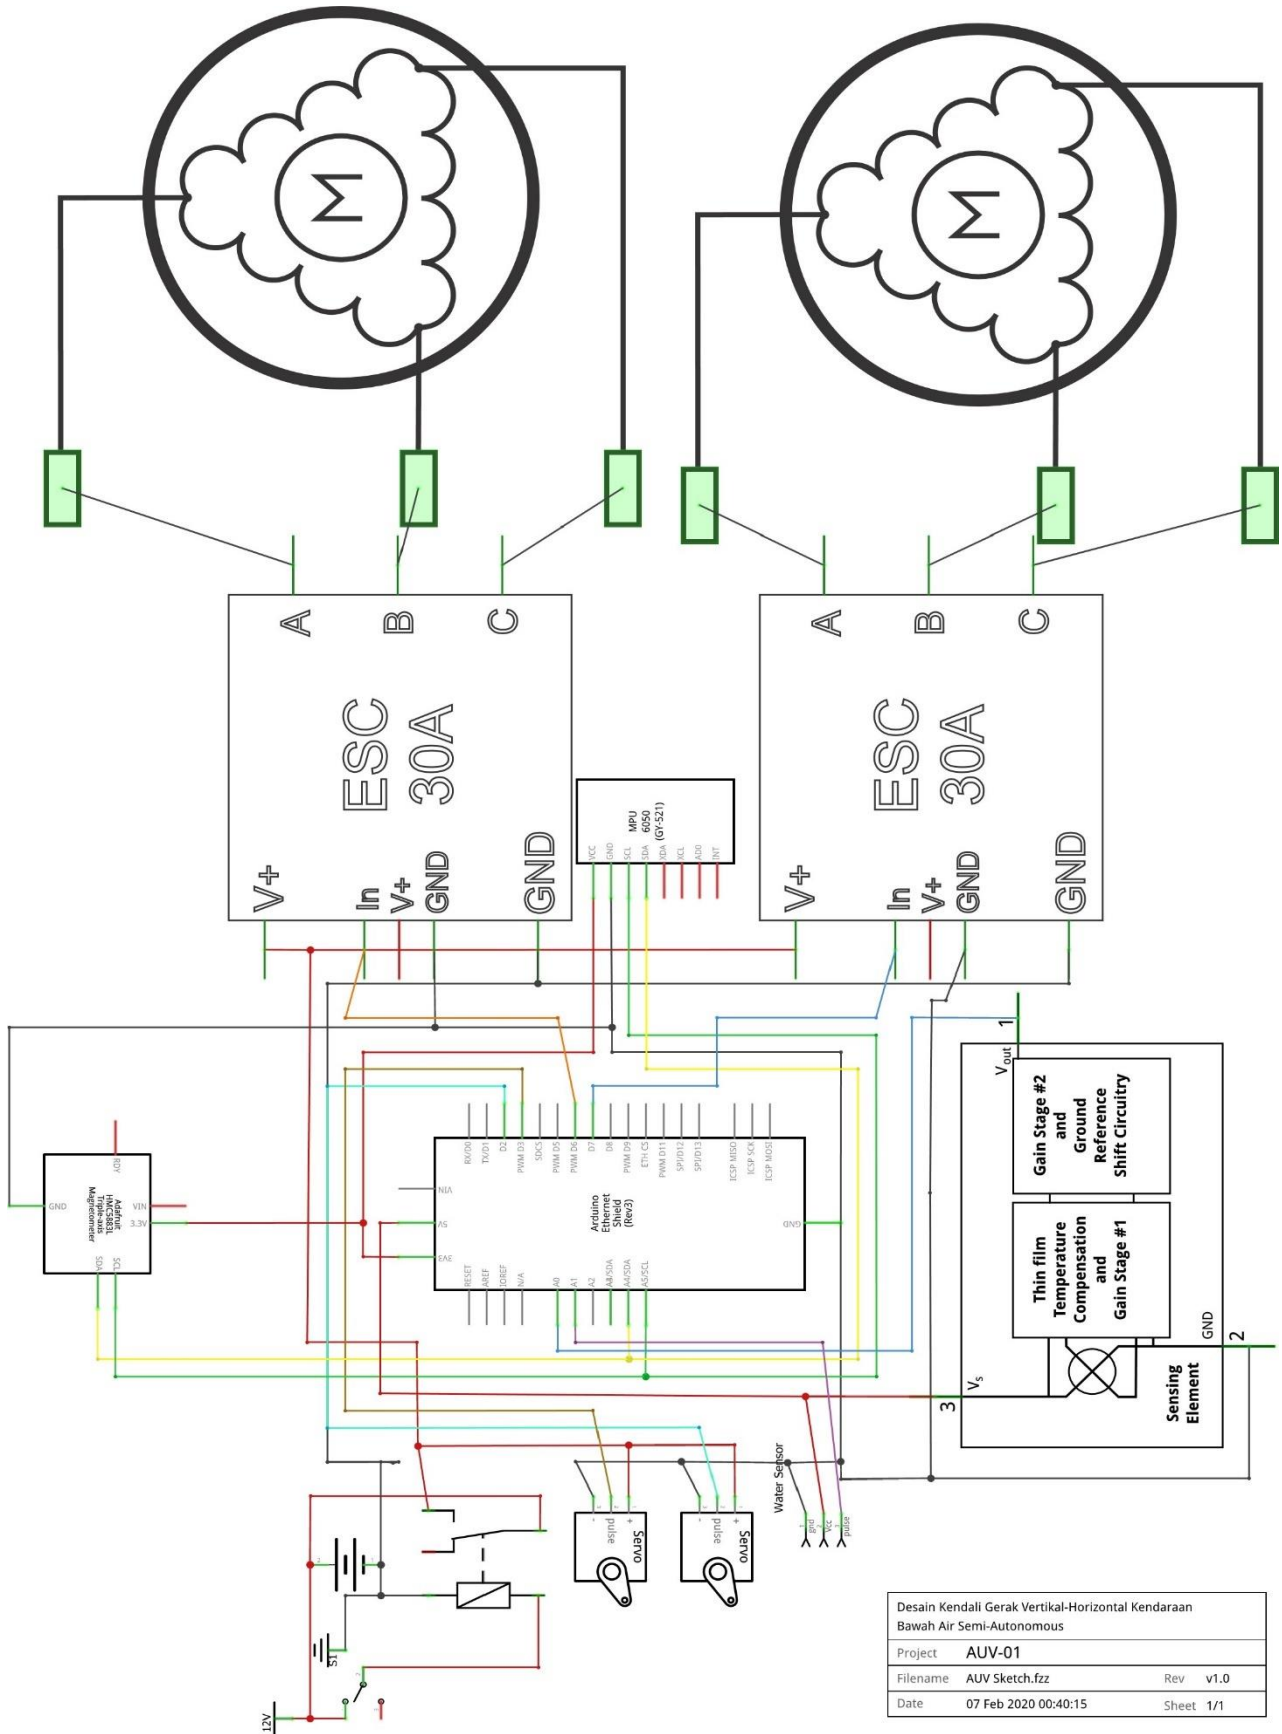 M
M
A
B
C
ESC
30A
V+
In
V+
GND
GND
A
B
C
ESC
30A
V+
In
V+
GND
GND
MPU
6050
(GY-521)
VCC
GND
SCL
SDA
XDA
XCL
AD0
INT
RX/D0
TX/D1
D2
PWM D3
SDCS
PWM D5
PWM D6
D7
D8
PWM D9
ETH CS
PWM D11
SPI/D12
SPI/D13
ICSP MISO
ICSP SCK
ICSP MOSI
VIN
5V
3V3
GND
Arduino
Ethernet
Shield
(Rev3)
RESET
AREF
IOREF
N/A
A0
A1
A2
A4/SDA
A5/SCL
RDY
GND
VIN
3.3V
SDA
SCL
Adafruit
HMC5883L
Triple-axis
Magnetometer
1
Vout
Gain Stage #2
and
Ground
Reference
Shift Circuitry
Thin film
Temperature
Compensation
and
Gain Stage #1
GND
2
Vs
3
Sensing
Element
Water Sensor
gnd
Vcc
pulse
-
pulse
+
Servo
-
pulse
+
Servo
S1
12V
Desain Kendali Gerak Vertikal-Horizontal Kendaraan
Bawah Air Semi-Autonomous
Project AUV-01
Filename AUV Sketch.fzz Rev v1.0
Date 07 Feb 2020 00:40:15 Sheet 1/1